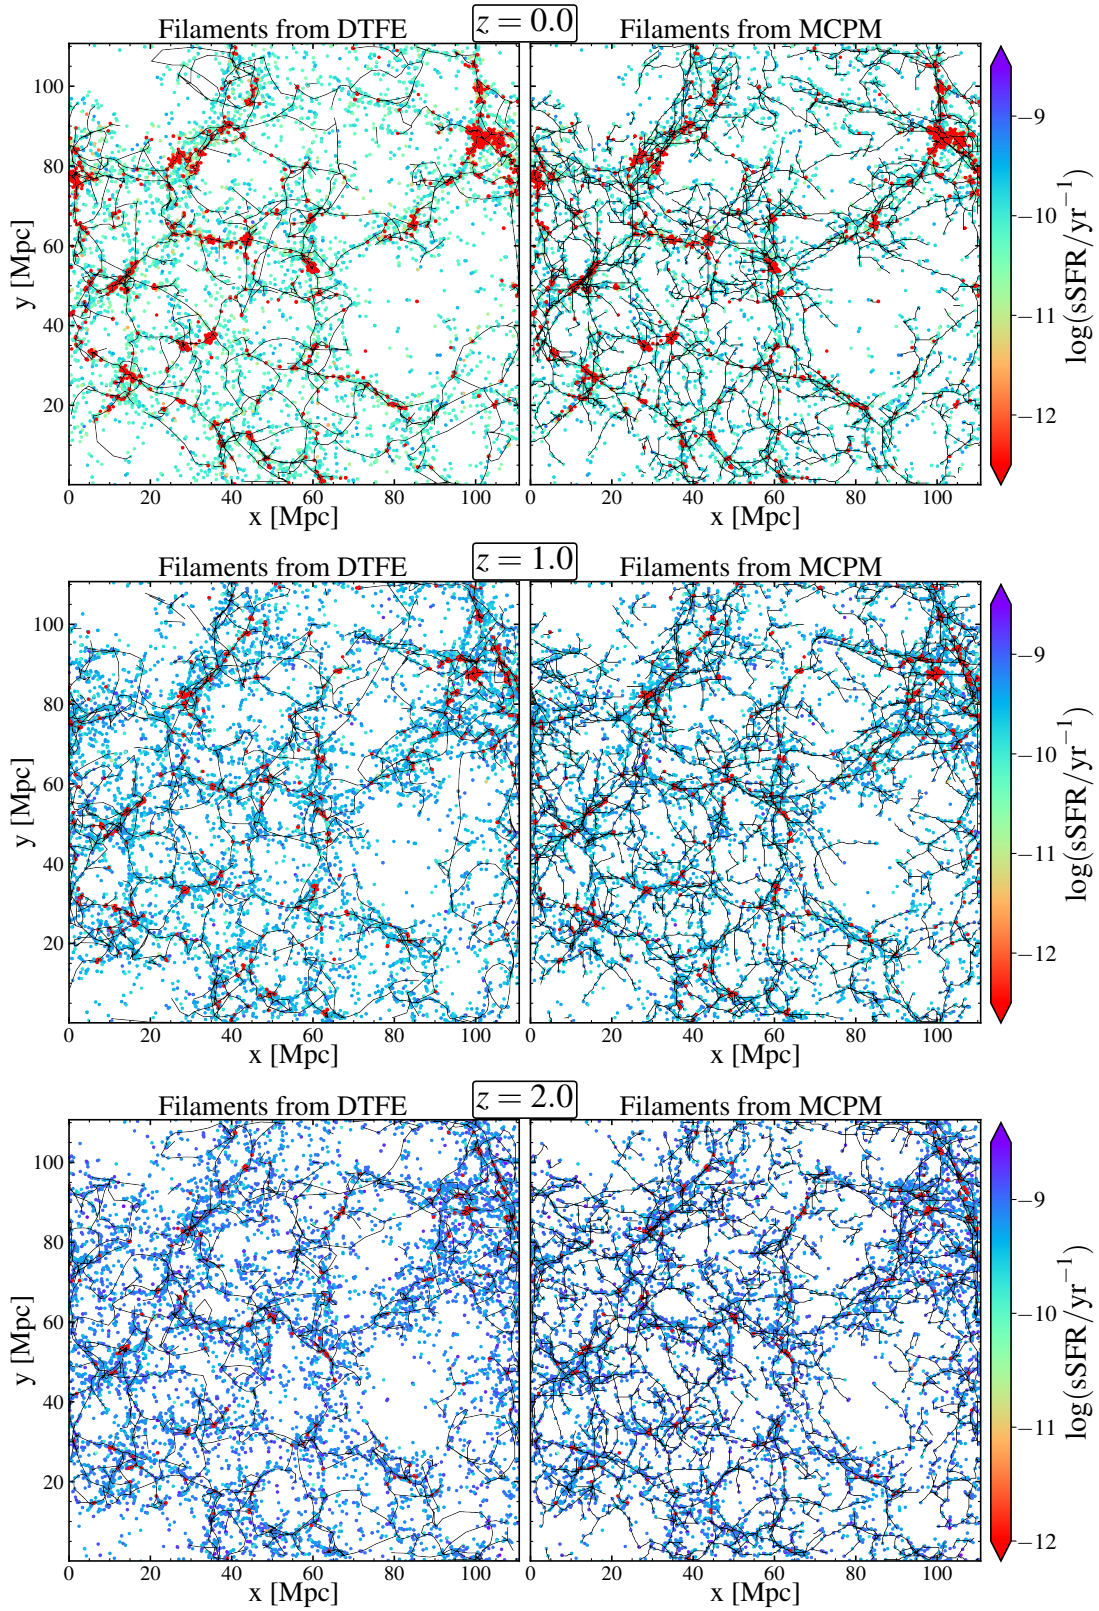 z = 0.0
Filaments from DTFE
Filaments from MCPM
100
80
60
40
20
y [Mpc]
0 20 40 60 80 100
0 20 40 60 80 100
x [Mpc]
x [Mpc]
−9
−10
−11
−12
log(sSFR/yr⁻¹)
z = 1.0
Filaments from DTFE
Filaments from MCPM
100
80
60
40
20
y [Mpc]
0 20 40 60 80 100
0 20 40 60 80 100
x [Mpc]
x [Mpc]
−9
−10
−11
−12
log(sSFR/yr⁻¹)
z = 2.0
Filaments from DTFE
Filaments from MCPM
100
80
60
40
20
y [Mpc]
0 20 40 60 80 100
0 20 40 60 80 100
x [Mpc]
x [Mpc]
−9
−10
−11
−12
log(sSFR/yr⁻¹)